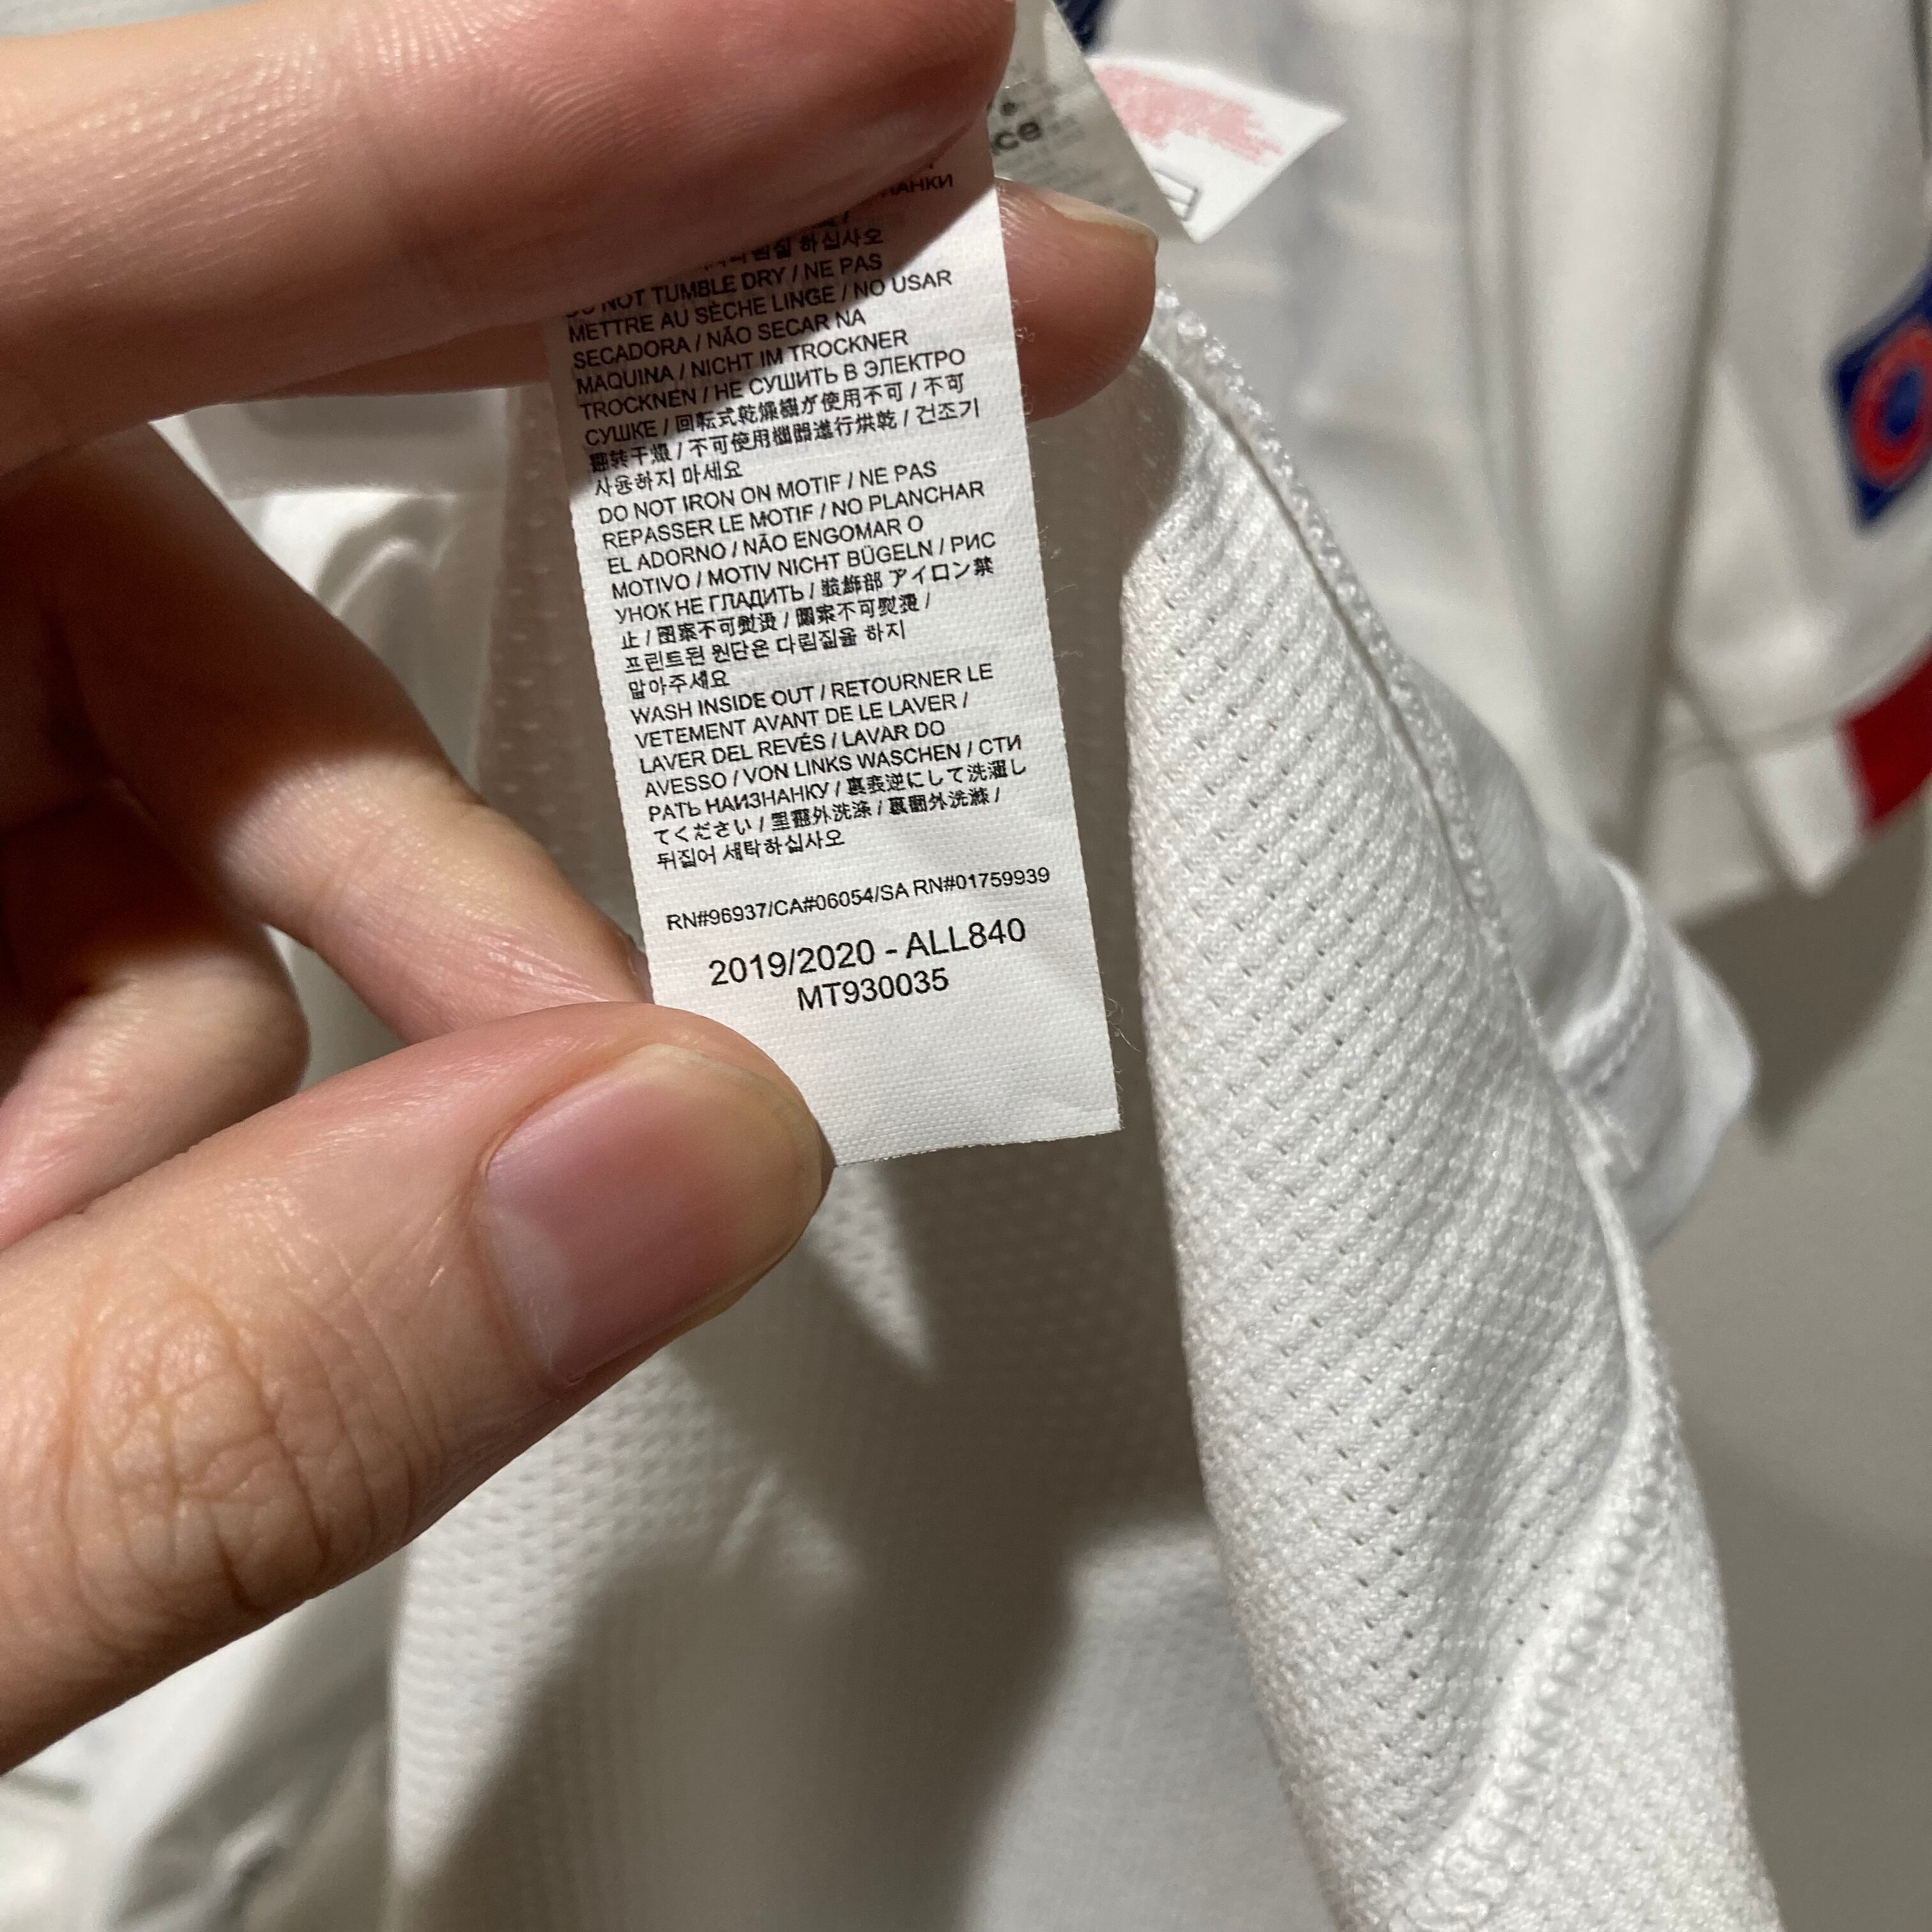 ce
하십시오
NOT TUMBLE DRY / NE PAS
METTRE AU SÈCHE LINGE / NO USAR
SECADORA / NÃO SECAR NA
MAQUINA / NICHT IM TROCKNER
TROCKNEN / НЕ СУШИТЬ В ЭЛЕКТРО
СУШКЕ / 回転式乾燥機が使用不可 / 不可
翻转干燥 / 不可使用機器進行烘乾 / 건조기
사용하지 마세요
DO NOT IRON ON MOTIF / NE PAS
REPASSER LE MOTIF / NO PLANCHAR
EL ADORNO / NÃO ENGOMAR O
MOTIVO / MOTIV NICHT BÜGELN / РИС
УНОК НЕ ГЛАДИТЬ / 装飾部 アイロン禁
止 / 图案不可熨烫 / 圖案不可熨燙 /
프린트된 원단은 다림질을 하지
말아주세요
WASH INSIDE OUT / RETOURNER LE
VETEMENT AVANT DE LE LAVER /
LAVER DEL REVÉS / LAVAR DO
AVESSO / VON LINKS WASCHEN / СТИ
РАТЬ НАИЗНАНКУ / 裏表逆にして洗濯し
てください / 里翻外洗涤 / 裏翻外洗滌 /
뒤집어 세탁하십시오
RN#96937/CA#06054/SA RN#01759939
2019/2020 - ALL840
MT930035